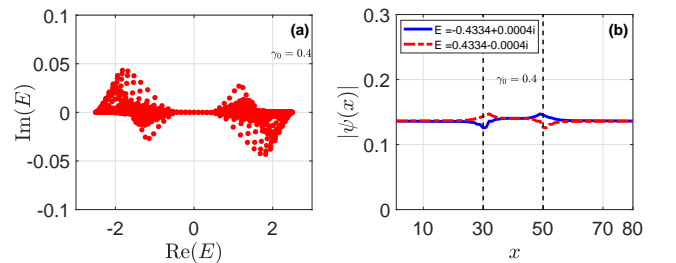 (a)
γ₀ = 0.4
0.1
0.05
0
-0.05
-0.1
Im(E)
-2
0
2
Re(E)
(b)
E =-0.4334+0.0004i
E =0.4334-0.0004i
γ₀ = 0.4
0.3
0.2
0.1
0
|ψ(x)|
10
30
50
70
80
x